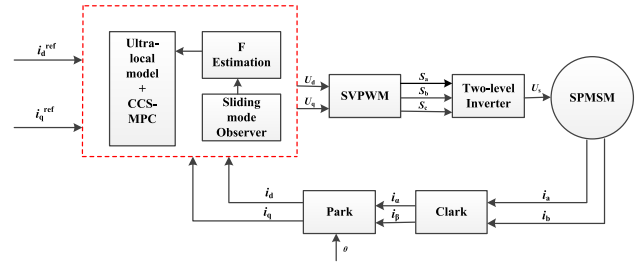 i_d^ref
i_q^ref
Ultra-
local
model
+
CCS-
MPC
F
Estimation
Sliding
mode
Observer
U_d
U_q
SVPWM
S_a
S_b
S_c
Two-level
Inverter
U_s
SPMSM
i_d
i_q
Park
i_α
i_β
Clark
i_a
i_b
θ